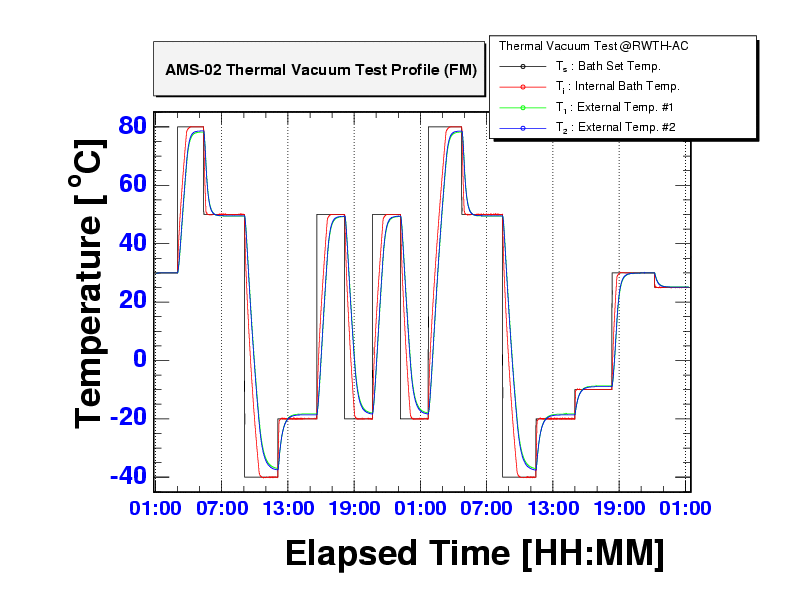 AMS-02 Thermal Vacuum Test Profile (FM)
Thermal Vacuum Test @RWTH-AC
Ts : Bath Set Temp.
Ti : Internal Bath Temp.
T1 : External Temp. #1
T2 : External Temp. #2
Temperature [ °C]
80
60
40
20
0
-20
-40
01:00 07:00 13:00 19:00 01:00 07:00 13:00 19:00 01:00
Elapsed Time [HH:MM]